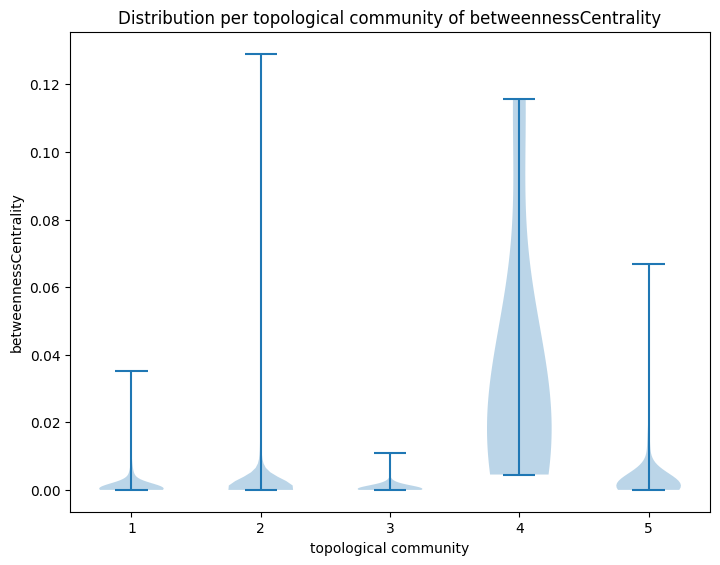 Distribution per topological community of betweennessCentrality
betweennessCentrality
0.12
0.10
0.08
0.06
0.04
0.02
0.00
1 2 3 4 5
topological community